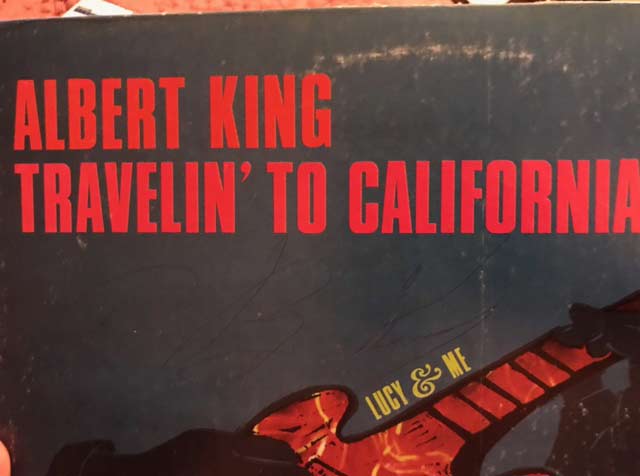 ALBERT KING
TRAVELIN' TO CALIFORNIA
LUCY & ME